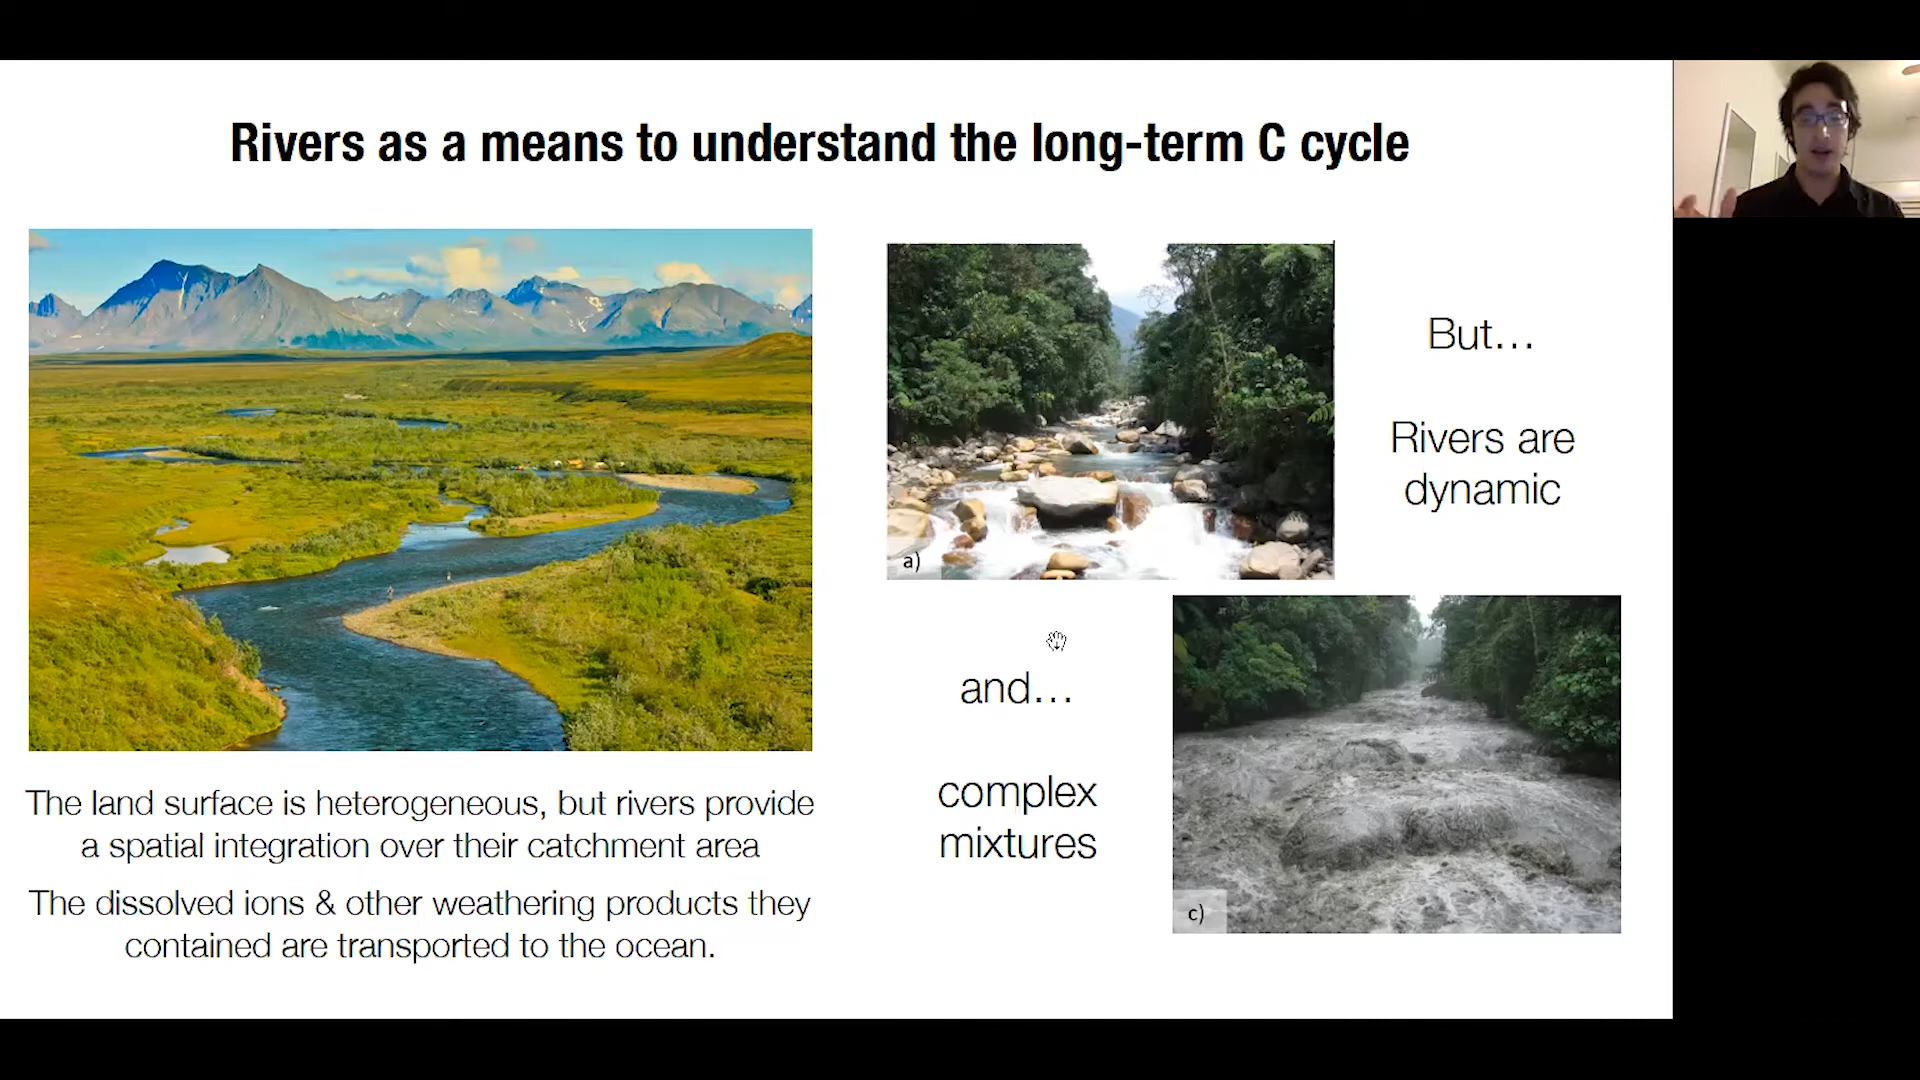 Rivers as a means to understand the long-term C cycle
The land surface is heterogeneous, but rivers provide
a spatial integration over their catchment area
The dissolved ions & other weathering products they
contained are transported to the ocean.
a)
But...
Rivers are
dynamic
and...
complex
mixtures
c)